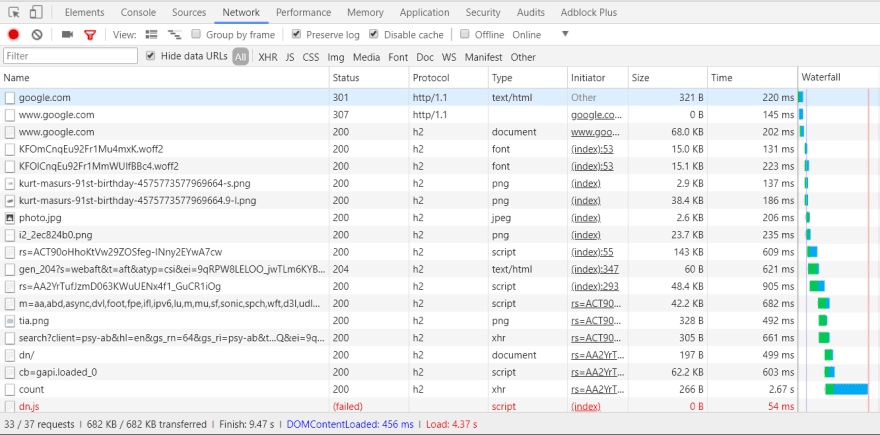 Elements Console Sources Network Performance Memory Application Security Audits Adblock Plus
View: Group by frame Preserve log Disable cache Offline Online
Filter Hide data URLs All XHR JS CSS Img Media Font Doc WS Manifest Other
Name Status Protocol Type Initiator Size Time Waterfall
google.com 301 http/1.1 text/html Other 321 B 220 ms
www.google.com 307 http/1.1 google.co... 0 B 145 ms
www.google.com 200 h2 document www.goo... 68.0 KB 202 ms
KFOmCnqEu92Fr1Mu4mxK.woff2 200 h2 font (index):53 15.0 KB 131 ms
KFOlCnqEu92Fr1MmWUlfBBc4.woff2 200 h2 font (index):53 15.1 KB 223 ms
kurt-masurs-91st-birthday-4575773577969664-s.png 200 h2 png (index) 2.9 KB 137 ms
kurt-masurs-91st-birthday-4575773577969664.9-l.png 200 h2 png (index) 38.4 KB 186 ms
photo.jpg 200 h2 jpeg (index) 2.6 KB 206 ms
i2_2ec824b0.png 200 h2 png (index) 23.7 KB 235 ms
rs=ACT90oHhoKtVw29ZOSfeg-INny2EYwA7cw 200 h2 script (index):55 143 KB 609 ms
gen_204?s=webaft&t=aft&atyp=csi&ei=9qRPW8LELOO_jwTLm6KYB... 204 h2 text/html (index):347 60 B 621 ms
rs=AA2YrTufJzmD063KWuUENx4f1_GuCR1iOg 200 h2 script (index):293 48.4 KB 905 ms
m=aa,abd,async,dvl,foot,fpe,ifl,ipv6,lu,m,mu,sf,sonic,spch,wft,d3l,udl... 200 h2 script rs=ACT90... 42.2 KB 682 ms
tia.png 200 h2 png rs=ACT90... 328 B 492 ms
search?client=psy-ab&hl=en&gs_rn=64&gs_ri=psy-ab&t...Q&ei=9q... 200 h2 xhr rs=ACT90... 305 B 661 ms
dn/ 200 h2 document rs=AA2YrT... 197 B 499 ms
cb=gapi.loaded_0 200 h2 script rs=AA2YrT... 62.2 KB 603 ms
count 200 h2 xhr rs=AA2YrT... 266 B 2.67 s
dn.js (failed) script (index) 0 B 54 ms
33 / 37 requests | 682 KB / 682 KB transferred | Finish: 9.47 s | DOMContentLoaded: 456 ms | Load: 4.37 s